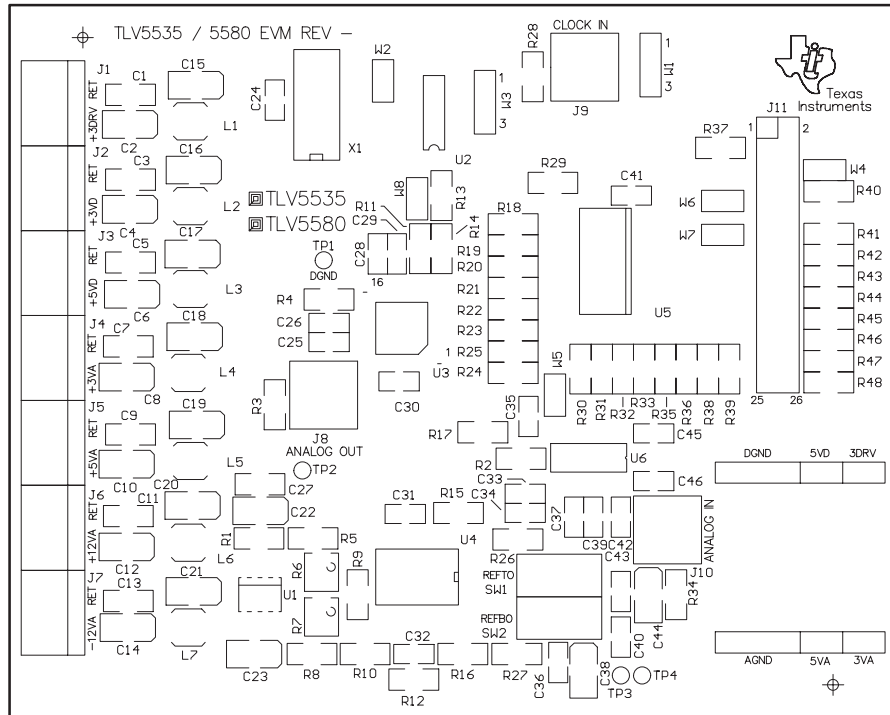 TLV5535 / 5580 EVM REV -
CLOCK IN
R28
W2
1
W1
3
J9
Texas
Instruments
J11
1
2
J1
RET
+3DRV
C1
C15
C2
L1
C24
X1
1
W3
3
U2
R37
W4
R40
J2
RET
+3VD
C3
C16
C4
L2
TLV5535
TLV5580
R11
C29
W8
R13
R14
R29
C41
W6
W7
R18
R19
R20
R21
R22
R23
R25
R24
U5
R41
R42
R43
R44
R45
R46
R47
R48
J3
RET
+5VD
C5
C17
C6
L3
TP1
DGND
C28
16
R4
C26
C25
1
U3
C30
J4
RET
+3VA
C7
C18
C8
L4
R3
J8
ANALOG OUT
TP2
C35
W5
R30
R31
R32
R33
R35
R36
R38
R39
25
26
J5
RET
+5VA
C9
C19
C10
C20
L5
C27
C22
R17
R2
C33
C34
U6
C45
C46
DGND
5VD
3DRV
J6
RET
+12VA
C11
C12
L6
R1
R5
C31
R15
U4
R26
C37
C39
C42
C43
ANALOG IN
J10
J7
RET
-12VA
C13
C21
C14
L7
U1
R6
R7
R9
REFTO
SW1
REFBO
SW2
C40
C44
R34
C23
R8
R10
C32
R12
R16
R27
C36
C38
TP3
TP4
AGND
5VA
3VA